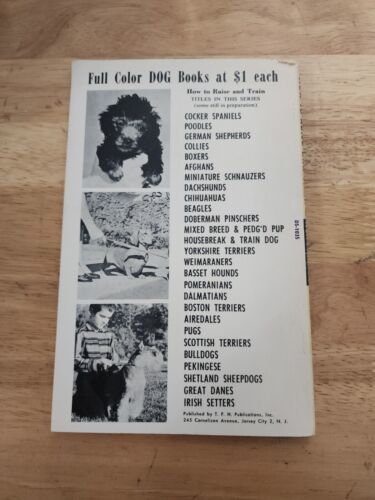 Full Color DOG Books at $1 each
How to Raise and Train
TITLES IN THIS SERIES
(some still in preparation)
COCKER SPANIELS
POODLES
GERMAN SHEPHERDS
COLLIES
BOXERS
AFGHANS
MINIATURE SCHNAUZERS
DACHSHUNDS
CHIHUAHUAS
BEAGLES
DOBERMAN PINSCHERS
MIXED BREED & PEDG'D PUP
HOUSEBREAK & TRAIN DOG
YORKSHIRE TERRIERS
WEIMARANERS
BASSET HOUNDS
POMERANIANS
DALMATIANS
BOSTON TERRIERS
AIREDALES
PUGS
SCOTTISH TERRIERS
BULLDOGS
PEKINGESE
SHETLAND SHEEPDOGS
GREAT DANES
IRISH SETTERS
Published by T. F. H. Publications, Inc.
245 Cornelison Avenue, Jersey City 2, N. J.
DS-1035